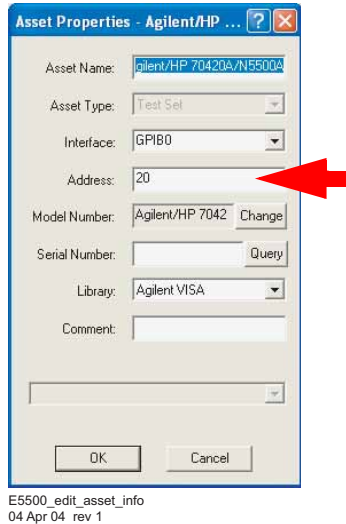 Asset Properties - Agilent/HP ...
Asset Name: gilent/HP 70420A/N5500A
Asset Type: Test Set
Interface: GPIB0
Address: 20
Model Number: Agilent/HP 7042 Change
Serial Number: Query
Library: Agilent VISA
Comment:
OK Cancel
E5500_edit_asset_info
04 Apr 04 rev 1